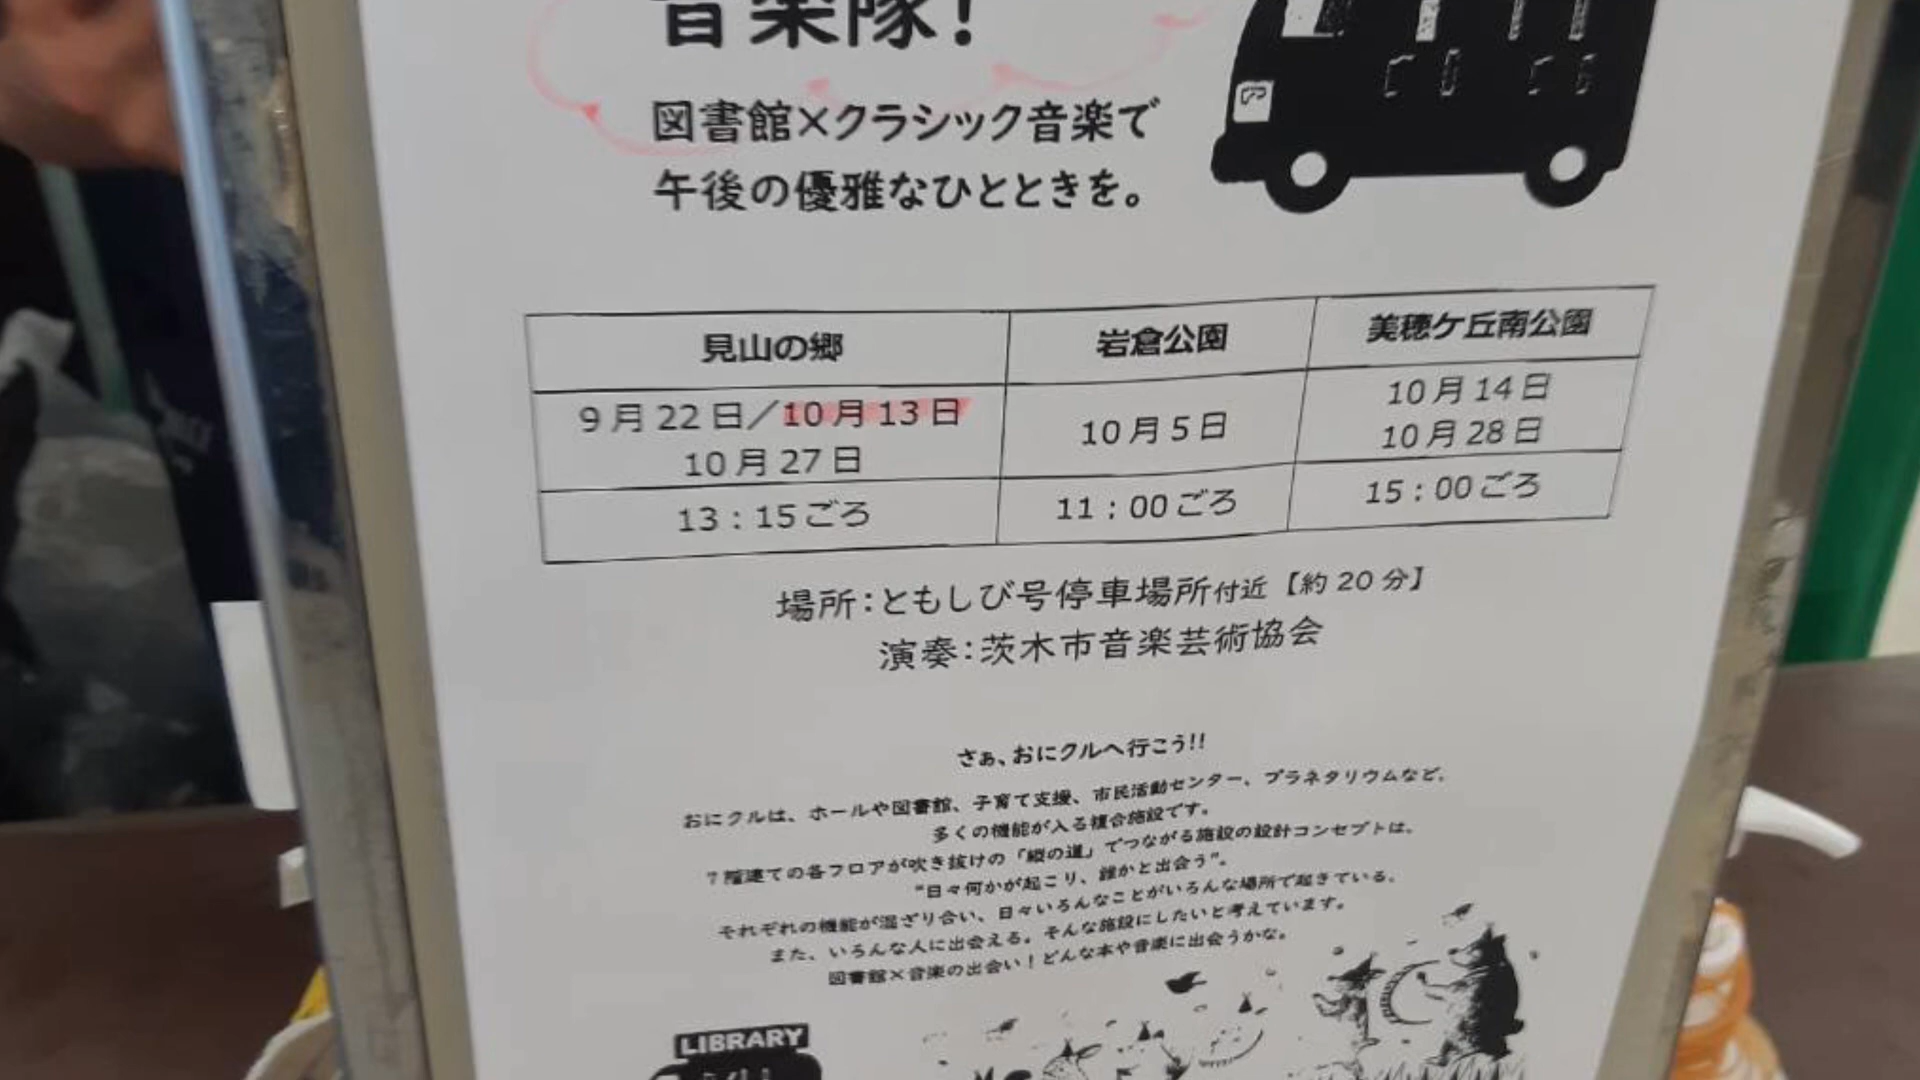 音楽隊!
図書館×クラシック音楽で
午後の優雅なひとときを。
見山の郷
岩倉公園
美穂ケ丘南公園
9月22日／10月13日
10月27日
10月5日
10月14日
10月28日
13：15ごろ
11：00ごろ
15：00ごろ
場所：ともしび号停車場所付近【約20分】
演奏：茨木市音楽芸術協会
さぁ、おにクルへ行こう!!
おにクルは、ホールや図書館、子育て支援、市民活動センター、プラネタリウムなど、
多くの機能が入る複合施設です。
7階建ての各フロアが吹き抜けの「縦の道」でつながる施設の設計コンセプトは、
“日々何かが起こり、誰かと出会う”。
それぞれの機能が混ざり合い、日々いろんなことがいろんな場所で起きている。
また、いろんな人に出会える。そんな施設にしたいと考えています。
図書館×音楽の出会い！どんな本や音楽に出会うかな。
LIBRARY